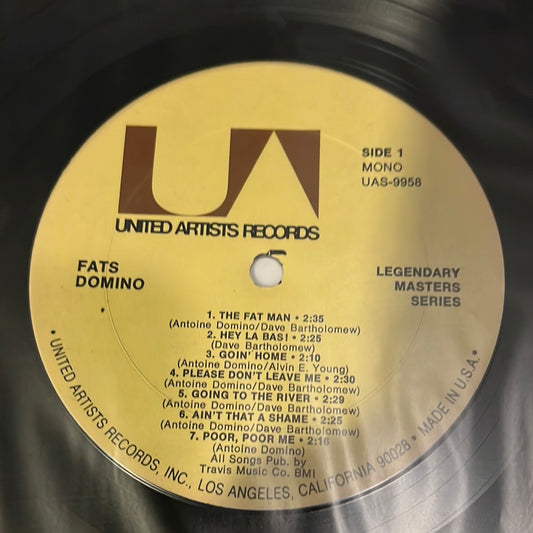 UA
UNITED ARTISTS RECORDS
SIDE 1
MONO
UAS-9958
FATS
DOMINO
LEGENDARY
MASTERS
SERIES
1. THE FAT MAN • 2:35
(Antoine Domino/Dave Bartholomew)
2. HEY LA BAS! • 2:25
(Dave Bartholomew)
3. GOIN' HOME • 2:10
(Antoine Domino/Alvin E. Young)
4. PLEASE DON'T LEAVE ME • 2:30
(Antoine Domino/Dave Bartholomew)
5. GOING TO THE RIVER • 2:29
(Antoine Domino/Dave Bartholomew)
6. AIN'T THAT A SHAME • 2:25
(Antoine Domino/Dave Bartholomew)
7. POOR, POOR ME • 2:16
(Antoine Domino)
All Songs Pub. by
Travis Music Co. BMI
• UNITED ARTISTS RECORDS, INC., LOS ANGELES, CALIFORNIA 90028 • MADE IN U.S.A. •